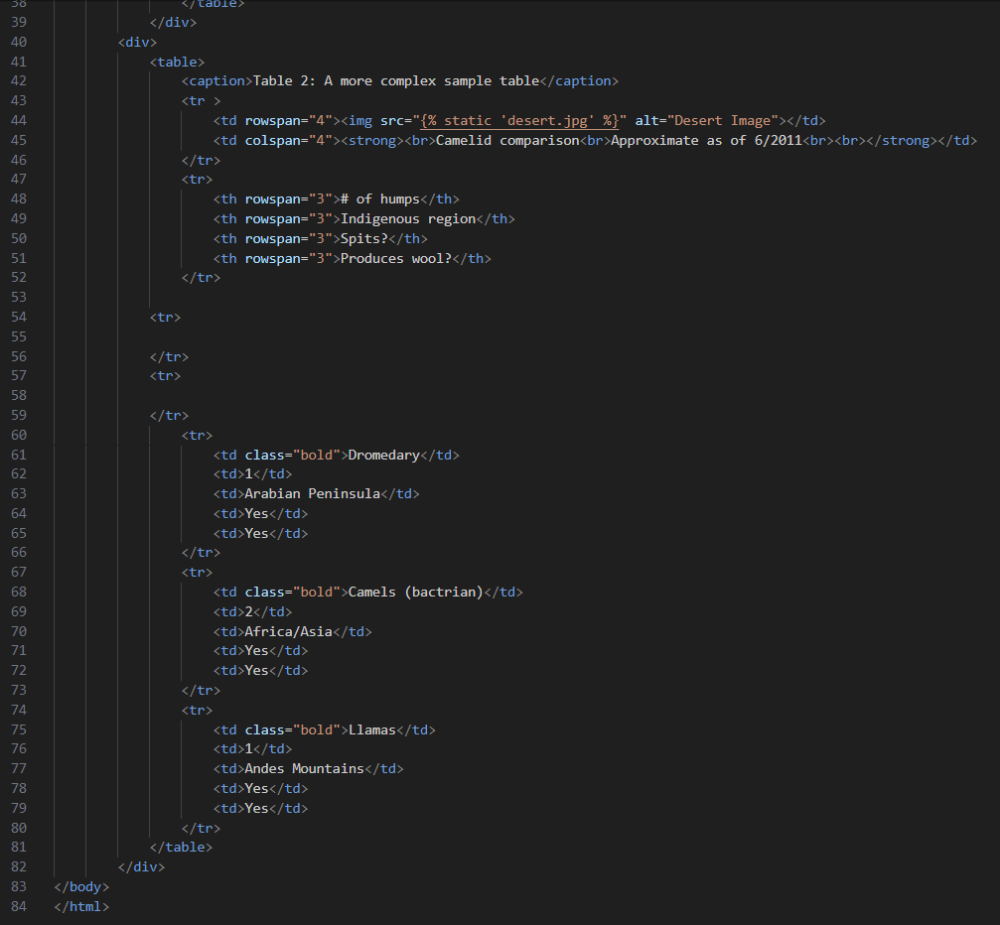 38 </table>
39 </div>
40 <div>
41 <table>
42 <caption>Table 2: A more complex sample table</caption>
43 <tr >
44 <td rowspan="4"><img src="{% static 'desert.jpg' %}" alt="Desert Image"></td>
45 <td colspan="4"><strong><br>Camelid comparison<br>Approximate as of 6/2011<br><br></strong></td>
46 </tr>
47 <tr>
48 <th rowspan="3"># of humps</th>
49 <th rowspan="3">Indigenous region</th>
50 <th rowspan="3">Spits?</th>
51 <th rowspan="3">Produces wool?</th>
52 </tr>
53
54 <tr>
55
56 </tr>
57 <tr>
58
59 </tr>
60 <tr>
61 <td class="bold">Dromedary</td>
62 <td>1</td>
63 <td>Arabian Peninsula</td>
64 <td>Yes</td>
65 <td>Yes</td>
66 </tr>
67 <tr>
68 <td class="bold">Camels (bactrian)</td>
69 <td>2</td>
70 <td>Africa/Asia</td>
71 <td>Yes</td>
72 <td>Yes</td>
73 </tr>
74 <tr>
75 <td class="bold">Llamas</td>
76 <td>1</td>
77 <td>Andes Mountains</td>
78 <td>Yes</td>
79 <td>Yes</td>
80 </tr>
81 </table>
82 </div>
83 </body>
84 </html>